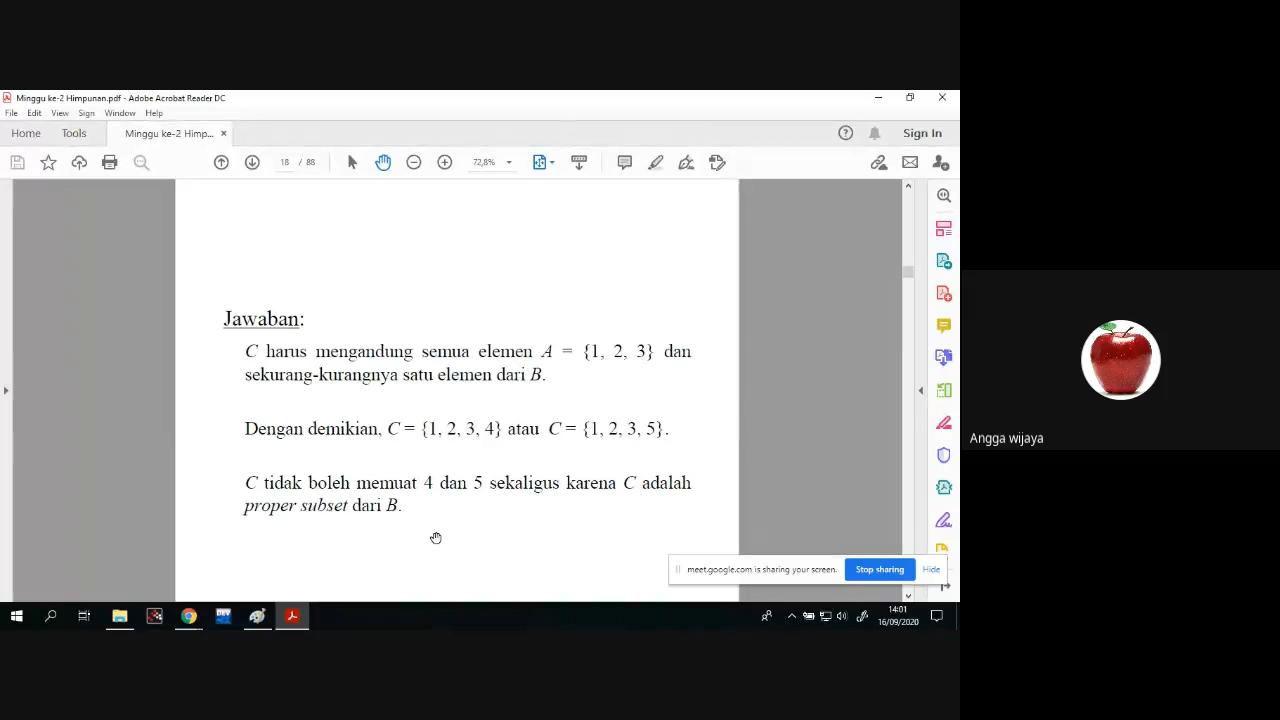 Minggu ke-2 Himpunan.pdf - Adobe Acrobat Reader DC
File Edit View Sign Window Help
Home Tools Minggu ke-2 Himp... × Sign In
18 / 88 72,8%
Jawaban:
C harus mengandung semua elemen A = {1, 2, 3} dan
sekurang-kurangnya satu elemen dari B.
Dengan demikian, C = {1, 2, 3, 4} atau C = {1, 2, 3, 5}.
C tidak boleh memuat 4 dan 5 sekaligus karena C adalah
proper subset dari B.
meet.google.com is sharing your screen. Stop sharing Hide
14:01
16/09/2020
Angga wijaya